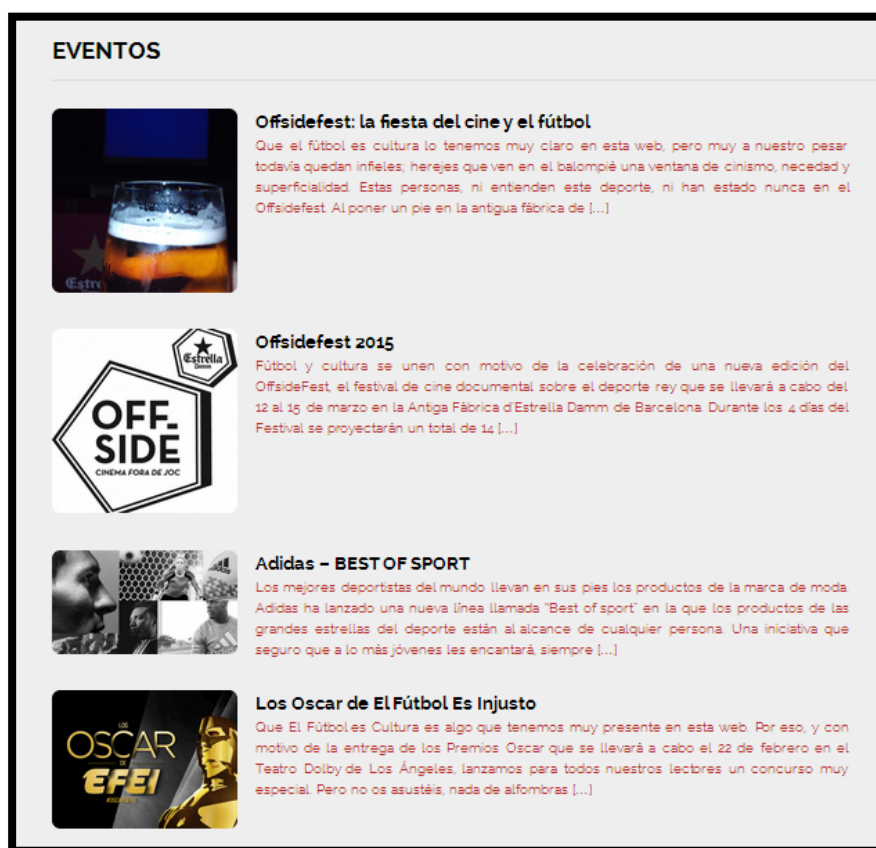 EVENTOS
Offsidefest: la fiesta del cine y el fútbol
Que el fútbol es cultura lo tenemos muy claro en esta web, pero muy a nuestro pesar
todavía quedan infieles; herejes que ven en el balompié una ventana de cinismo, necedad y
superficialidad. Estas personas, ni entienden este deporte, ni han estado nunca en el
Offsidefest. Al poner un pie en la antigua fábrica de [...]
Estre
Offsidefest 2015
Fútbol y cultura se unen con motivo de la celebración de una nueva edición del
OffsideFest, el festival de cine documental sobre el deporte rey que se llevará a cabo del
12 al 15 de marzo en la Antiga Fàbrica d'Estrella Damm de Barcelona. Durante los 4 días del
Festival se proyectarán un total de 14 [...]
Estrella
Damm
OFF_
SIDE
CINEMA FORA DE JOC
Adidas – BEST OF SPORT
Los mejores deportistas del mundo llevan en sus pies los productos de la marca de moda.
Adidas ha lanzado una nueva línea llamada "Best of sport" en la que los productos de las
grandes estrellas del deporte están al alcance de cualquier persona. Una iniciativa que
seguro que a lo más jóvenes les encantará, siempre [...]
Los Oscar de El Fútbol Es Injusto
Que El Fútbol es Cultura es algo que tenemos muy presente en esta web. Por eso, y con
motivo de la entrega de los Premios Oscar que se llevará a cabo el 22 de febrero en el
Teatro Dolby de Los Ángeles, lanzamos para todos nuestros lectores un concurso muy
especial. Pero no os asustéis, nada de alfombras [...]
LOS
OSCAR
DE
EFEI